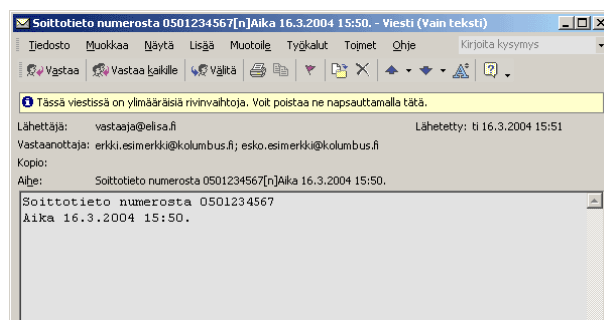 Soittotieto numerosta 0501234567[n]Aika 16.3.2004 15:50. - Viesti (Vain teksti)
Tiedosto Muokkaa Näytä Lisää Muotoile Työkalut Toimet Ohje Kirjoita kysymys
Vastaa Vastaa kaikille Välitä
Tässä viestissä on ylimääräisiä rivinvaihtoja. Voit poistaa ne napsauttamalla tätä.
Lähettäjä: vastaaja@elisa.fi Lähetetty: ti 16.3.2004 15:51
Vastaanottaja: erkki.esimerkki@kolumbus.fi; esko.esimerkki@kolumbus.fi
Kopio:
Aihe: Soittotieto numerosta 0501234567[n]Aika 16.3.2004 15:50.
Soittotieto numerosta 0501234567
Aika 16.3.2004 15:50.